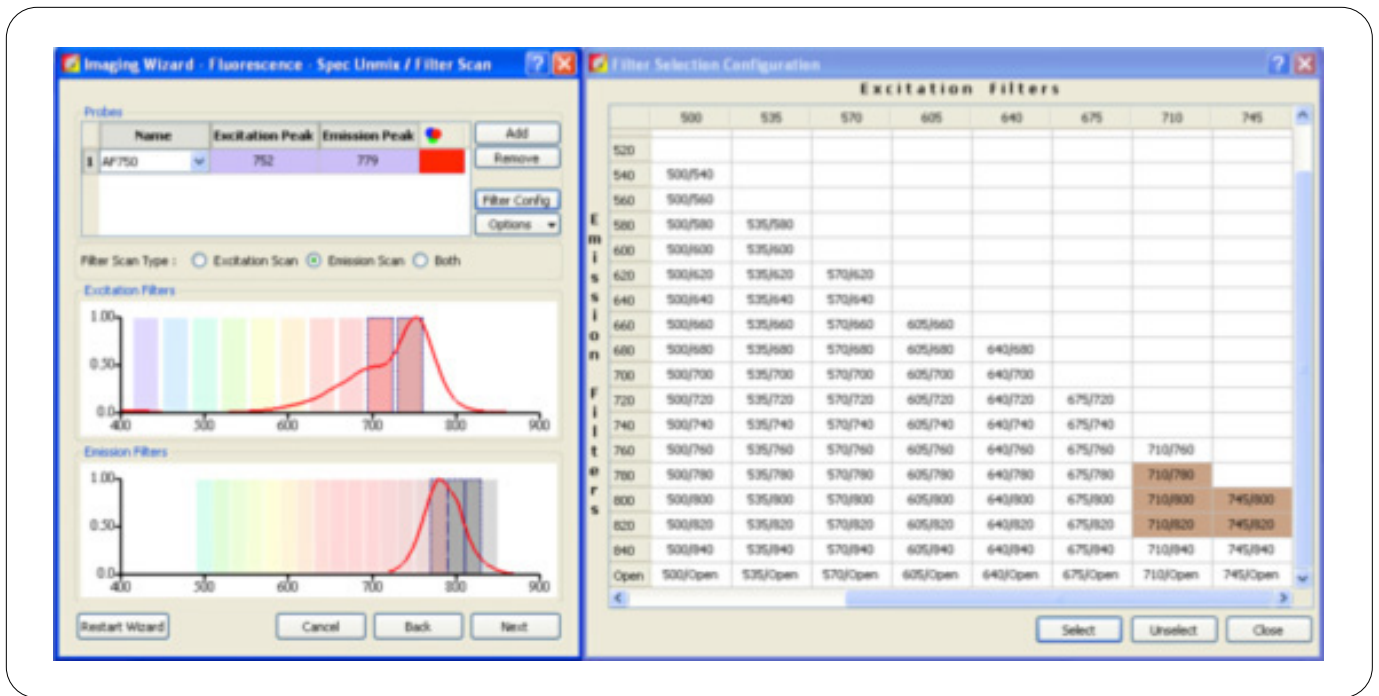 Imaging Wizard - Fluorescence - Spec Unmix / Filter Scan
Probes
Name Excitation Peak Emission Peak
1 AF750 752 779
Add
Remove
Filter Config
Options
Filter Scan Type : Excitation Scan Emission Scan Both
Excitation Filters
1.00
0.50
0.0
400 500 600 700 800 900
Emission Filters
1.00
0.50
0.0
400 500 600 700 800 900
Restart Wizard Cancel Back Next
Filter Selection Configuration
Excitation Filters
500 535 570 605 640 675 710 745
Emission Filters
520
540 500/540
560 500/560
580 500/580 535/580
600 500/600 535/600
620 500/620 535/620 570/620
640 500/640 535/640 570/640
660 500/660 535/660 570/660 605/660
680 500/680 535/680 570/680 605/680 640/680
700 500/700 535/700 570/700 605/700 640/700
720 500/720 535/720 570/720 605/720 640/720 675/720
740 500/740 535/740 570/740 605/740 640/740 675/740
760 500/760 535/760 570/760 605/760 640/760 675/760 710/760
780 500/780 535/780 570/780 605/780 640/780 675/780 710/780
800 500/800 535/800 570/800 605/800 640/800 675/800 710/800 745/800
820 500/820 535/820 570/820 605/820 640/820 675/820 710/820 745/820
840 500/840 535/840 570/840 605/840 640/840 675/840 710/840 745/840
Open 500/Open 535/Open 570/Open 605/Open 640/Open 675/Open 710/Open 745/Open
Select Unselect Close